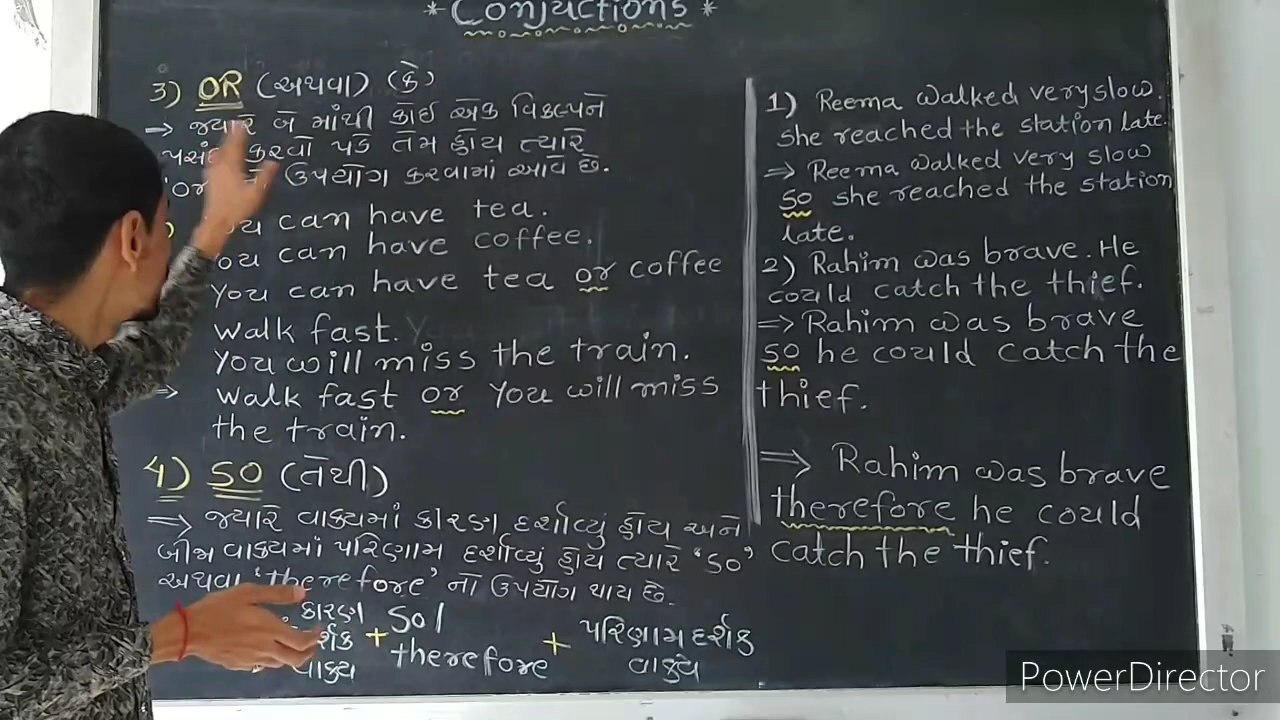 * Conjuctions *
3) OR (અથવા) (કે)
⇒ જ્યારે બે માંથી કોઈ એક વિકલ્પને
કરવો પડે તેમ હોય ત્યારે
'Or' નો ઉપયોગ કરવામાં આવે છે.
You can have tea.
You can have coffee.
You can have tea or coffee
Walk fast.
You will miss the train.
⇒ Walk fast or you will miss
the train.
4) SO (તેથી)
⇒ જ્યારે વાક્યમાં કારણ દર્શાવ્યું હોય અને
બીજા વાક્યમાં પરિણામ દર્શાવ્યું હોય ત્યારે 'SO'
અથવા 'therefore' નો ઉપયોગ થાય છે.
કારણ
વાક્ય
+ So /
therefore
+ પરિણામ દર્શક
વાક્ય
1) Reema walked very slow.
She reached the station late.
⇒ Reema walked very slow
so she reached the station
late.
2) Rahim was brave. He
could catch the thief.
⇒ Rahim was brave
so he could catch the
thief.
⇒ Rahim was brave
therefore he could
catch the thief.
PowerDirector